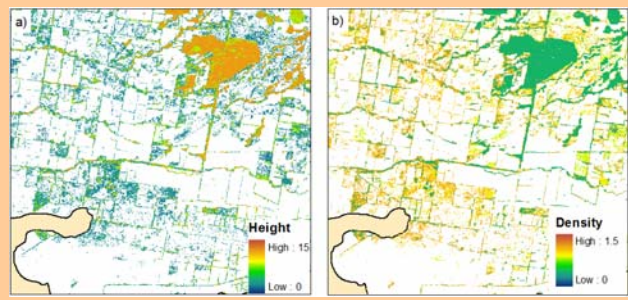 a)
Height
High : 15
Low : 0
b)
Density
High : 1.5
Low : 0